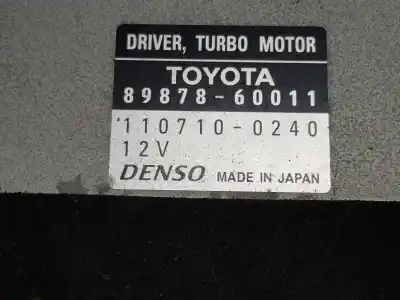 DRIVER, TURBO MOTOR
TOYOTA
89878-60011
110710-0240
12V
DENSO MADE IN JAPAN